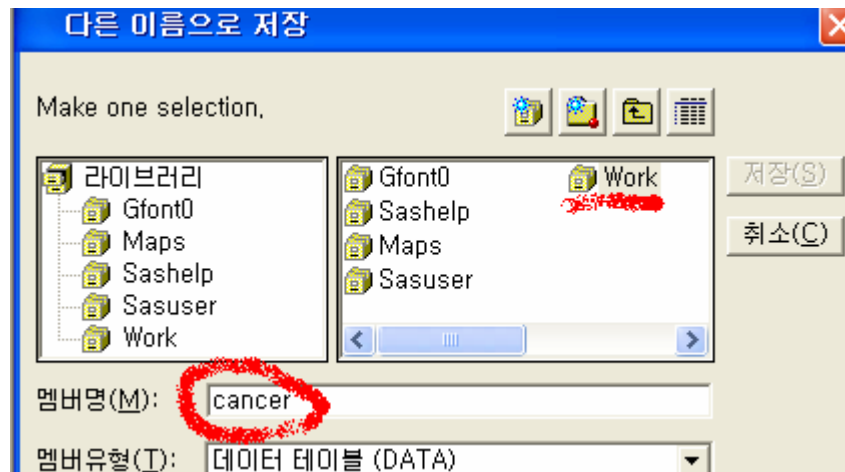 다른 이름으로 저장
Make one selection,
라이브러리
Gfont0
Maps
Sashelp
Sasuser
Work
Gfont0
Work
Sashelp
Maps
Sasuser
저장(S)
취소(C)
멤버명(M): cancer
멤버유형(T): 데이터 테이블 (DATA)